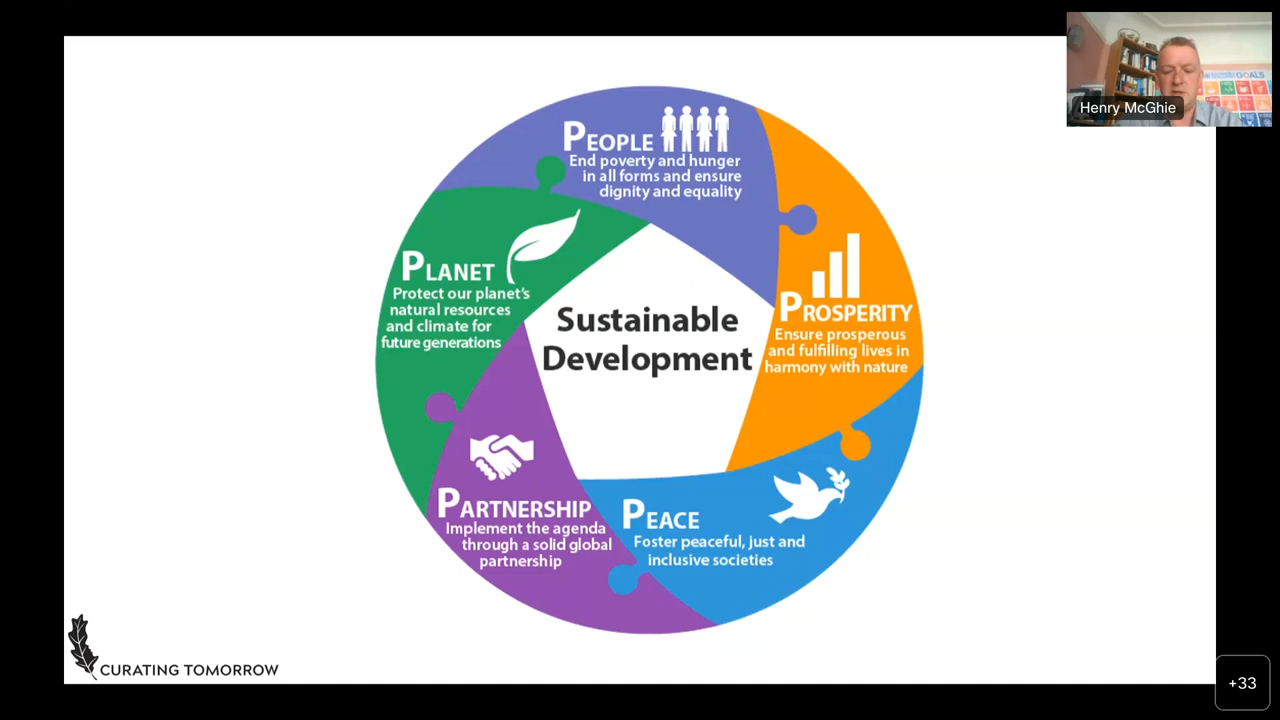 PEOPLE
End poverty and hunger
in all forms and ensure
dignity and equality
PLANET
Protect our planet's
natural resources
and climate for
future generations
Sustainable
Development
PROSPERITY
Ensure prosperous
and fulfilling lives in
harmony with nature
PARTNERSHIP
Implement the agenda
through a solid global
partnership
PEACE
Foster peaceful, just and
inclusive societies
CURATING TOMORROW
Henry McGhie
GOALS
+33